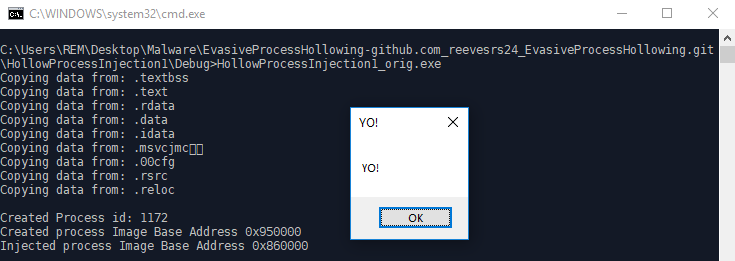 C:\WINDOWS\system32\cmd.exe
C:\Users\REM\Desktop\Malware\EvasiveProcessHollowing-github.com_reevesrs24_EvasiveProcessHollowing.git
\HollowProcessInjection1\Debug>HollowProcessInjection1_orig.exe
Copying data from: .textbss
Copying data from: .text
Copying data from: .rdata
Copying data from: .data
Copying data from: .idata
Copying data from: .msvcjmc
Copying data from: .00cfg
Copying data from: .rsrc
Copying data from: .reloc
Created Process id: 1172
Created process Image Base Address 0x950000
Injected process Image Base Address 0x860000
YO!
YO!
OK